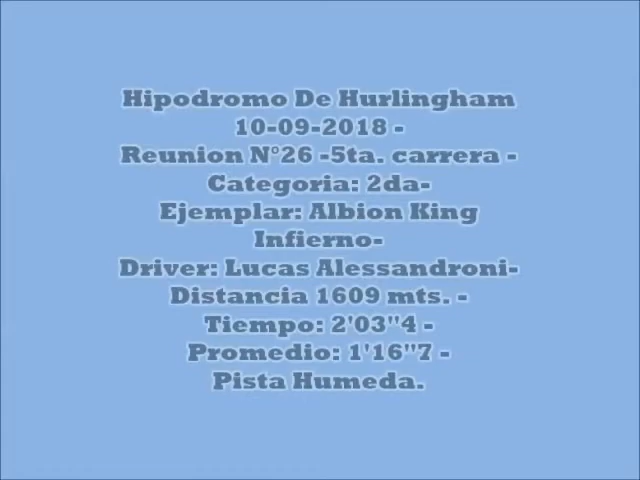 Hipodromo De Hurlingham
10-09-2018 -
Reunion N°26 -5ta. carrera -
Categoria: 2da-
Ejemplar: Albion King
Infierno-
Driver: Lucas Alessandroni-
Distancia 1609 mts. -
Tiempo: 2'03"4 -
Promedio: 1'16"7 -
Pista Humeda.